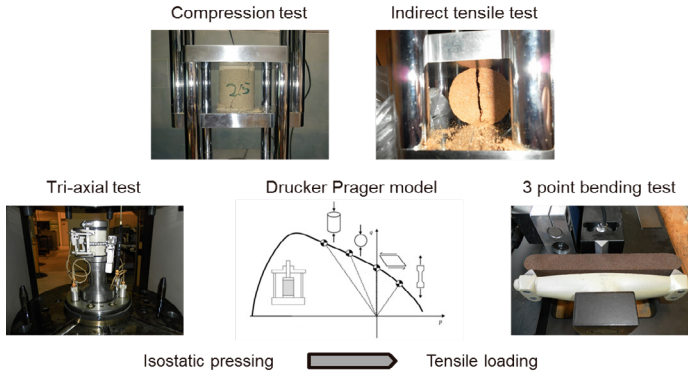 Compression test
Indirect tensile test
25
Tri-axial test
Drucker Prager model
3 point bending test
q
p
Isostatic pressing
Tensile loading